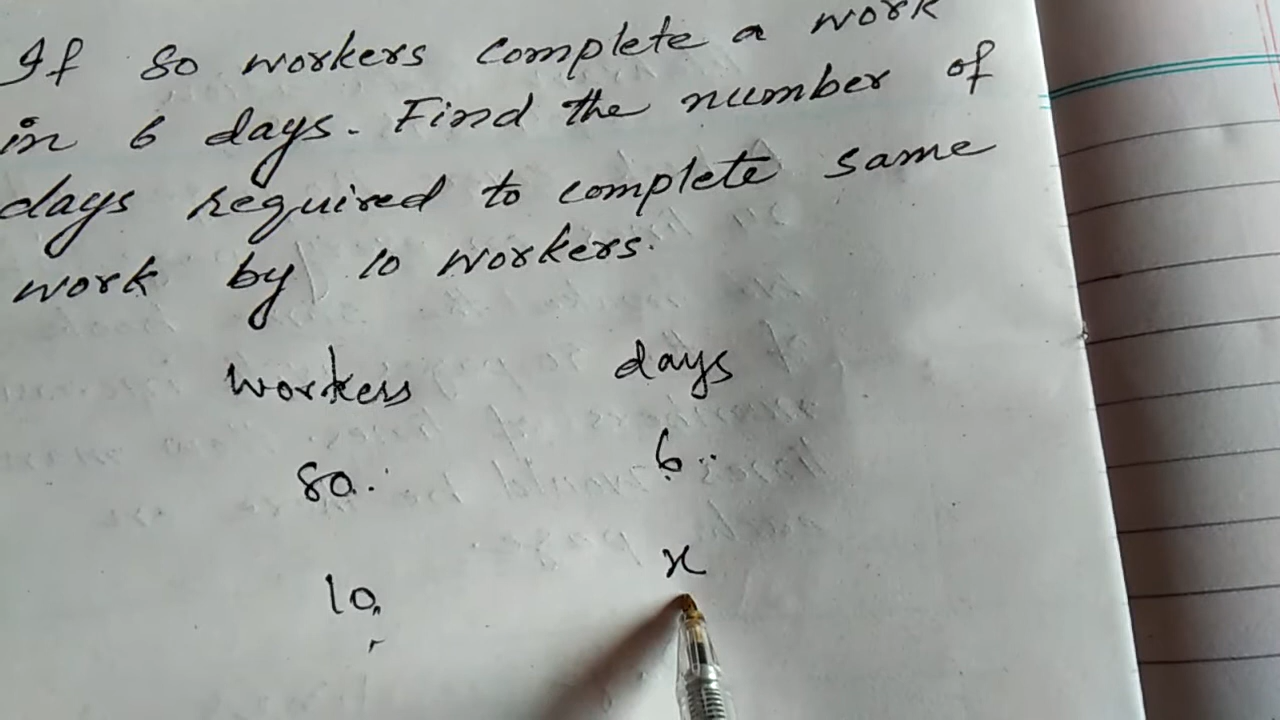 If 80 workers complete a work
in 6 days. Find the number of
days required to complete same
work by 10 workers.
workers days
80 6
10 x